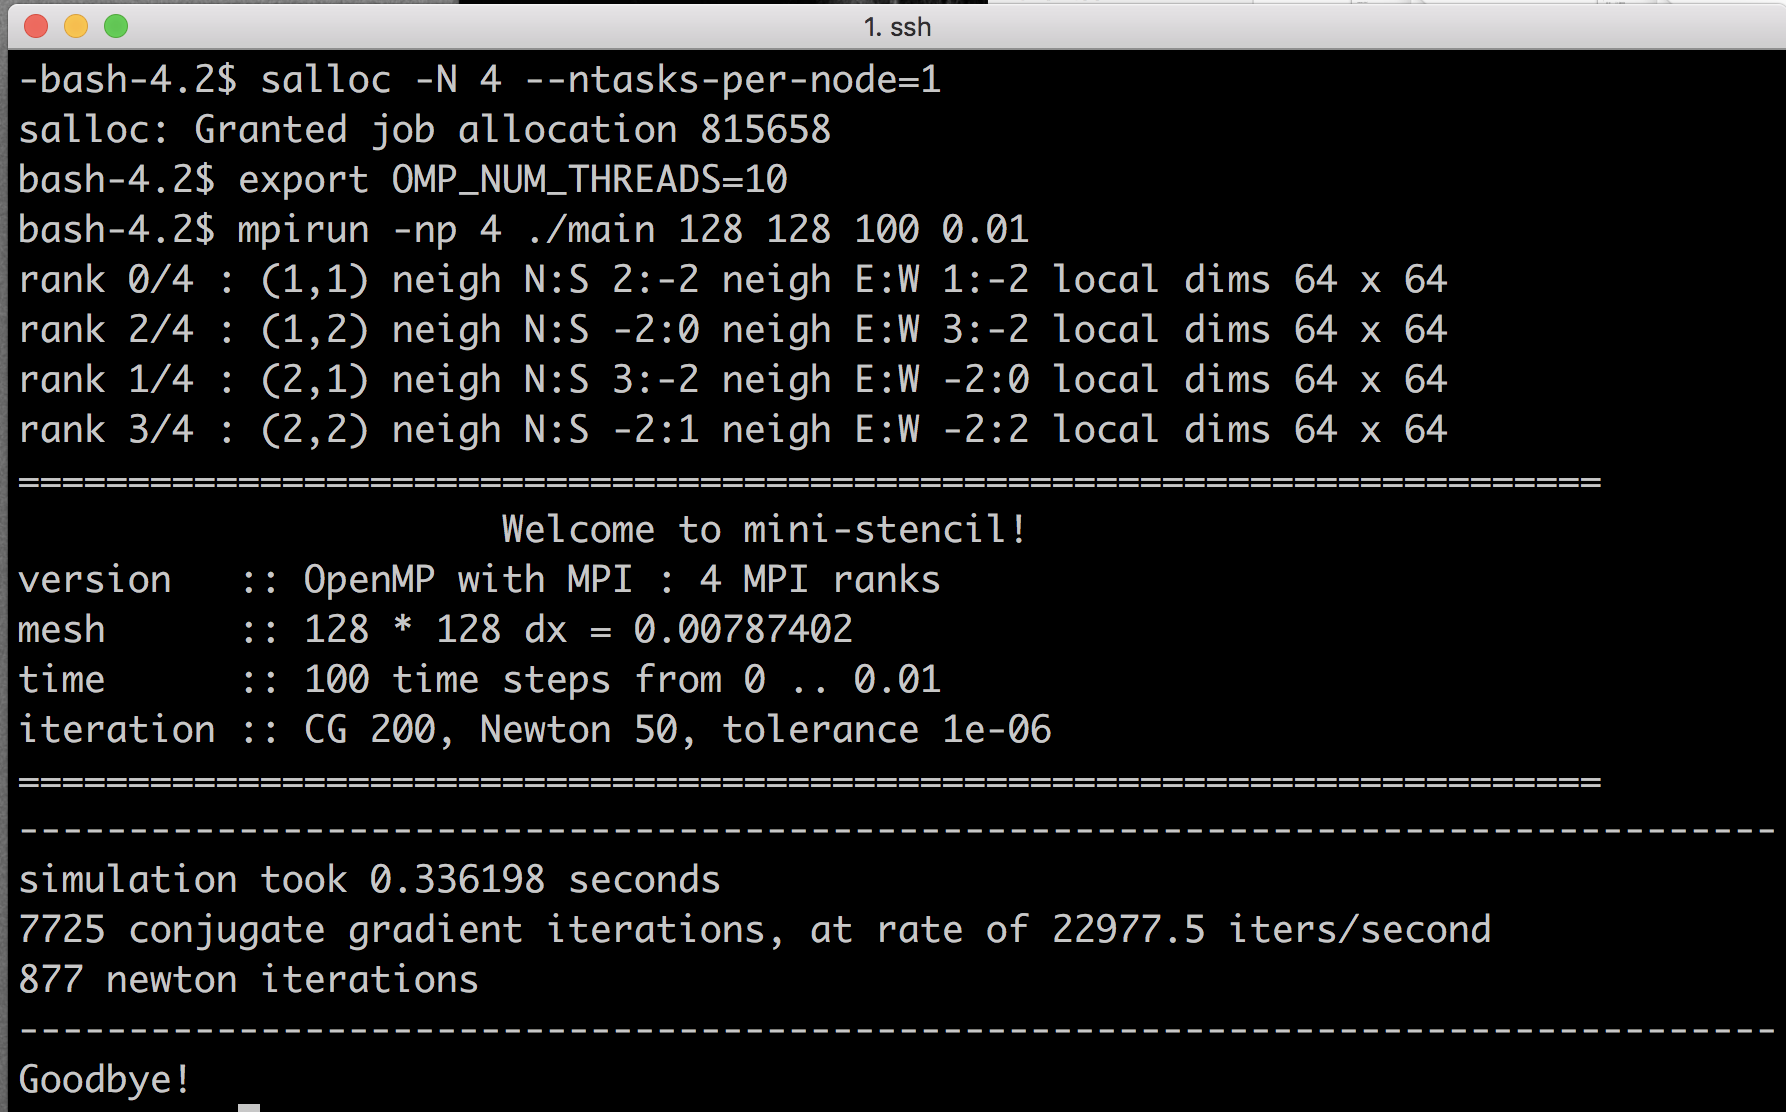 1. ssh
-bash-4.2$ salloc -N 4 --ntasks-per-node=1
salloc: Granted job allocation 815658
bash-4.2$ export OMP_NUM_THREADS=10
bash-4.2$ mpirun -np 4 ./main 128 128 100 0.01
rank 0/4 : (1,1) neigh N:S 2:-2 neigh E:W 1:-2 local dims 64 x 64
rank 2/4 : (1,2) neigh N:S -2:0 neigh E:W 3:-2 local dims 64 x 64
rank 1/4 : (2,1) neigh N:S 3:-2 neigh E:W -2:0 local dims 64 x 64
rank 3/4 : (2,2) neigh N:S -2:1 neigh E:W -2:2 local dims 64 x 64
========================================================================
                      Welcome to mini-stencil!
version   :: OpenMP with MPI : 4 MPI ranks
mesh      :: 128 * 128 dx = 0.00787402
time      :: 100 time steps from 0 .. 0.01
iteration :: CG 200, Newton 50, tolerance 1e-06
========================================================================
--------------------------------------------------------------------------------
simulation took 0.336198 seconds
7725 conjugate gradient iterations, at rate of 22977.5 iters/second
877 newton iterations
--------------------------------------------------------------------------------
Goodbye!